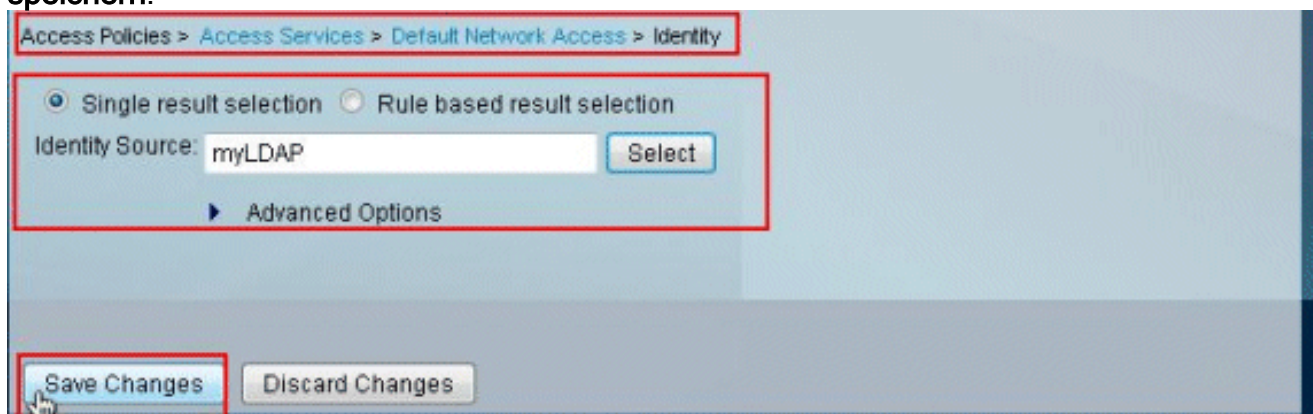 speichern.
Access Policies > Access Services > Default Network Access > Identity
Single result selection Rule based result selection
Identity Source: myLDAP Select
Advanced Options
Save Changes Discard Changes